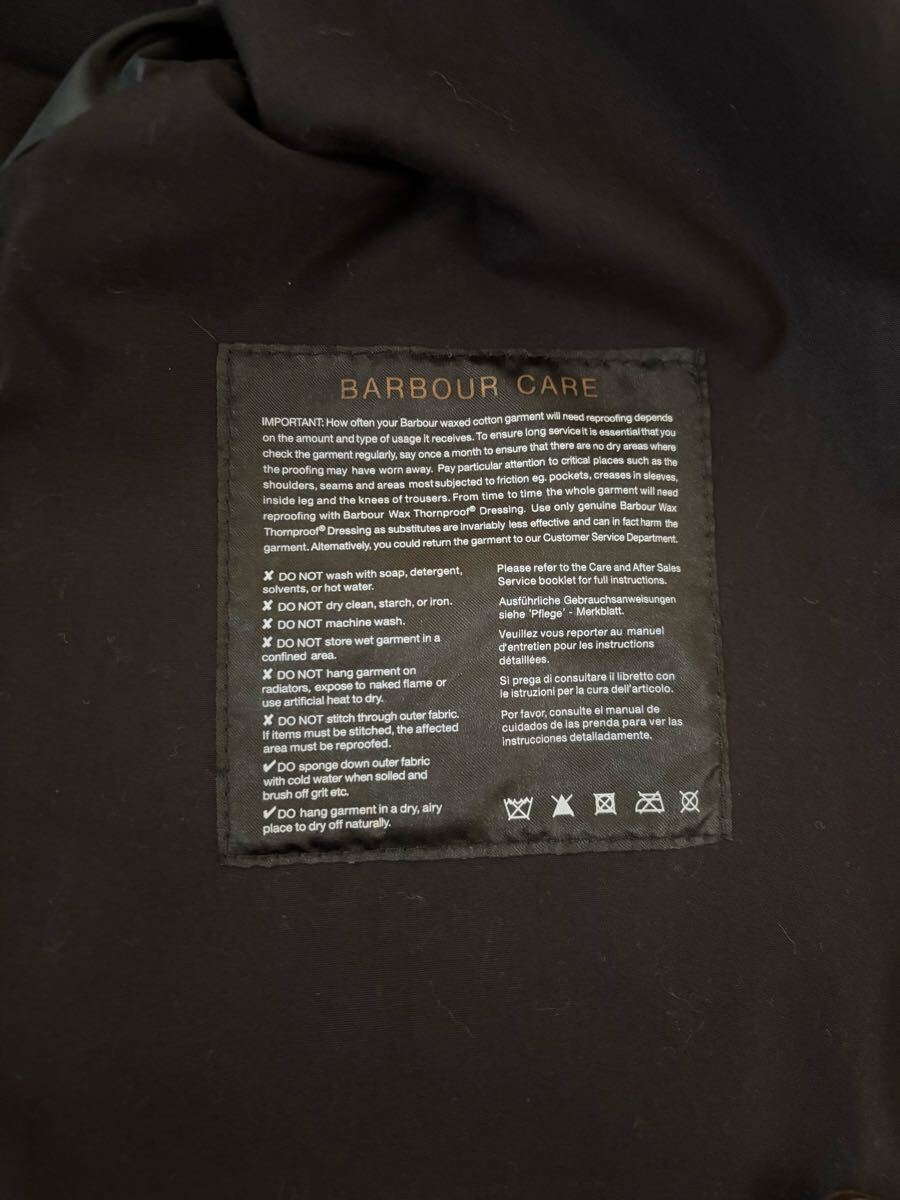 BARBOUR CARE
IMPORTANT: How often your Barbour waxed cotton garment will need reproofing depends
on the amount and type of usage it receives. To ensure long service it is essential that you
check the garment regularly, say once a month to ensure that there are no dry areas where
the proofing may have worn away. Pay particular attention to critical places such as the
shoulders, seams and areas most subjected to friction eg. pockets, creases in sleeves,
inside leg and the knees of trousers. From time to time the whole garment will need
reproofing with Barbour Wax Thornproof® Dressing. Use only genuine Barbour Wax
Thornproof® Dressing as substitutes are invariably less effective and can in fact harm the
garment. Alternatively, you could return the garment to our Customer Service Department.
✘ DO NOT wash with soap, detergent,
solvents, or hot water.
✘ DO NOT dry clean, starch, or iron.
✘ DO NOT machine wash.
✘ DO NOT store wet garment in a
confined area.
✘ DO NOT hang garment on
radiators, expose to naked flame or
use artificial heat to dry.
✘ DO NOT stitch through outer fabric.
If items must be stitched, the affected
area must be reproofed.
✔DO sponge down outer fabric
with cold water when soiled and
brush off grit etc.
✔DO hang garment in a dry, airy
place to dry off naturally.
Please refer to the Care and After Sales
Service booklet for full instructions.
Ausführliche Gebrauchsanweisungen
siehe 'Pflege' - Merkblatt.
Veuillez vous reporter au manuel
d'entretien pour les instructions
détaillées.
Si prega di consultare il libretto con
le istruzioni per la cura dell'articolo.
Por favor, consulte el manual de
cuidados de las prenda para ver las
instrucciones detalladamente.